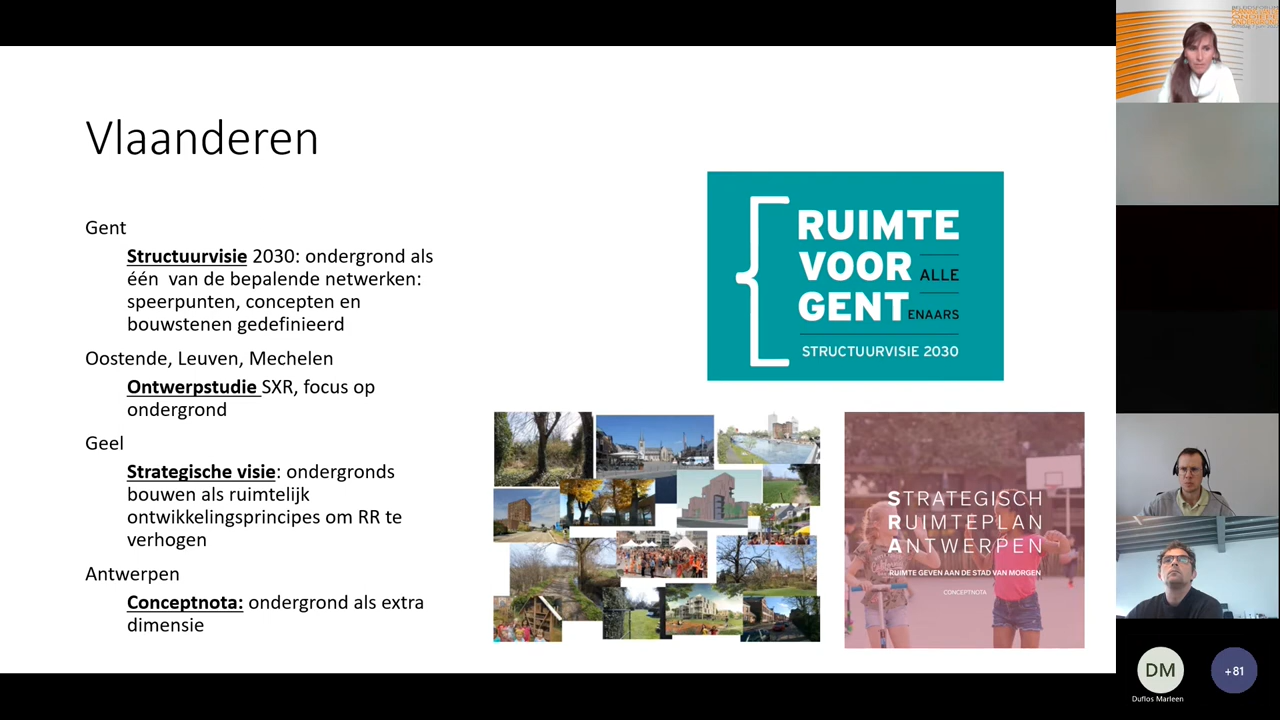 Vlaanderen
Gent
Structuurvisie 2030: ondergrond als
één van de bepalende netwerken:
speerpunten, concepten en
bouwstenen gedefinieerd
Oostende, Leuven, Mechelen
Ontwerpstudie SXR, focus op
ondergrond
Geel
Strategische visie: ondergronds
bouwen als ruimtelijk
ontwikkelingsprincipes om RR te
verhogen
Antwerpen
Conceptnota: ondergrond als extra
dimensie
RUIMTE
VOOR ALLE
GENT ENAARS
STRUCTUURVISIE 2030
STRATEGISCH
RUIMTEPLAN
ANTWERPEN
RUIMTE GEVEN AAN DE STAD VAN MORGEN
CONCEPTNOTA
DM
+81
Duflos Marleen